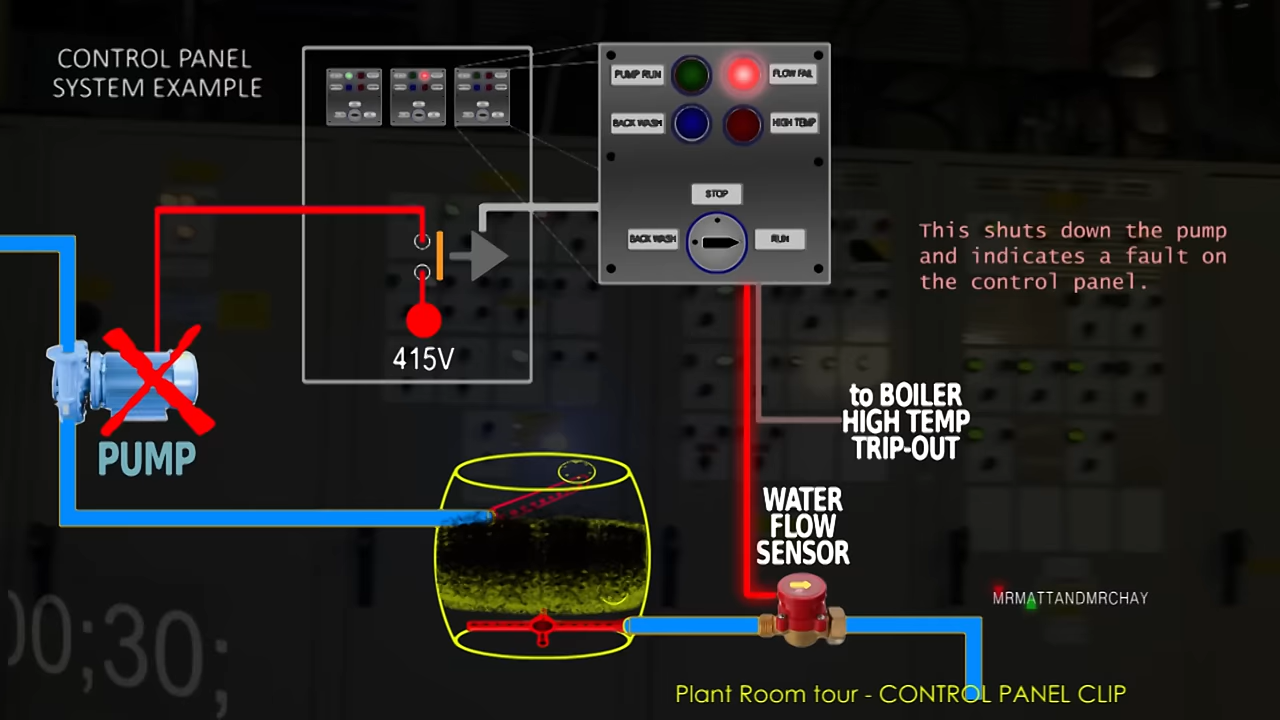 CONTROL PANEL
SYSTEM EXAMPLE
PUMP RUN
FLOW FAIL
BACK WASH
HIGH TEMP
STOP
BACK WASH
RUN
This shuts down the pump
and indicates a fault on
the control panel.
415V
PUMP
to BOILER
HIGH TEMP
TRIP-OUT
WATER
FLOW
SENSOR
MRMATTANDMRCHAY
00;30;
Plant Room tour - CONTROL PANEL CLIP